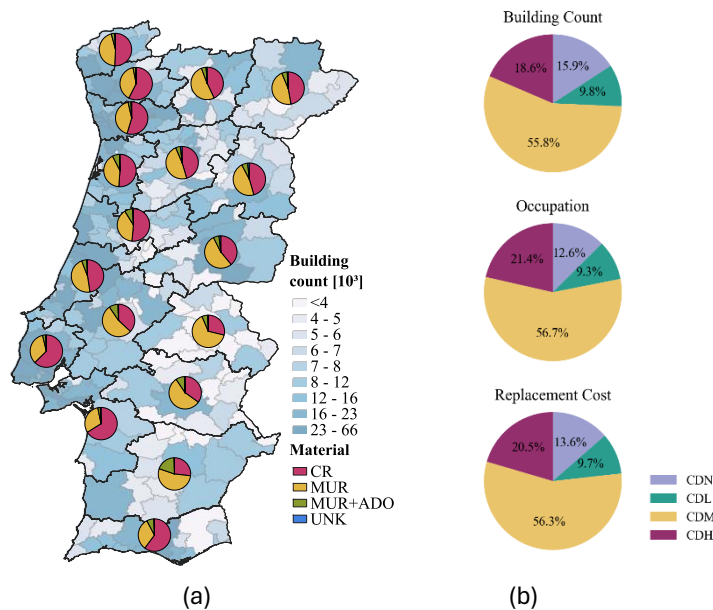 Building
count [10³]
<4
4 - 5
5 - 6
6 - 7
7 - 8
8 - 12
12 - 16
16 - 23
23 - 66
Material
CR
MUR
MUR+ADO
UNK
(a)
Building Count
18.6%
15.9%
9.8%
55.8%
Occupation
21.4%
12.6%
9.3%
56.7%
Replacement Cost
20.5%
13.6%
9.7%
56.3%
CDN
CDL
CDM
CDH
(b)